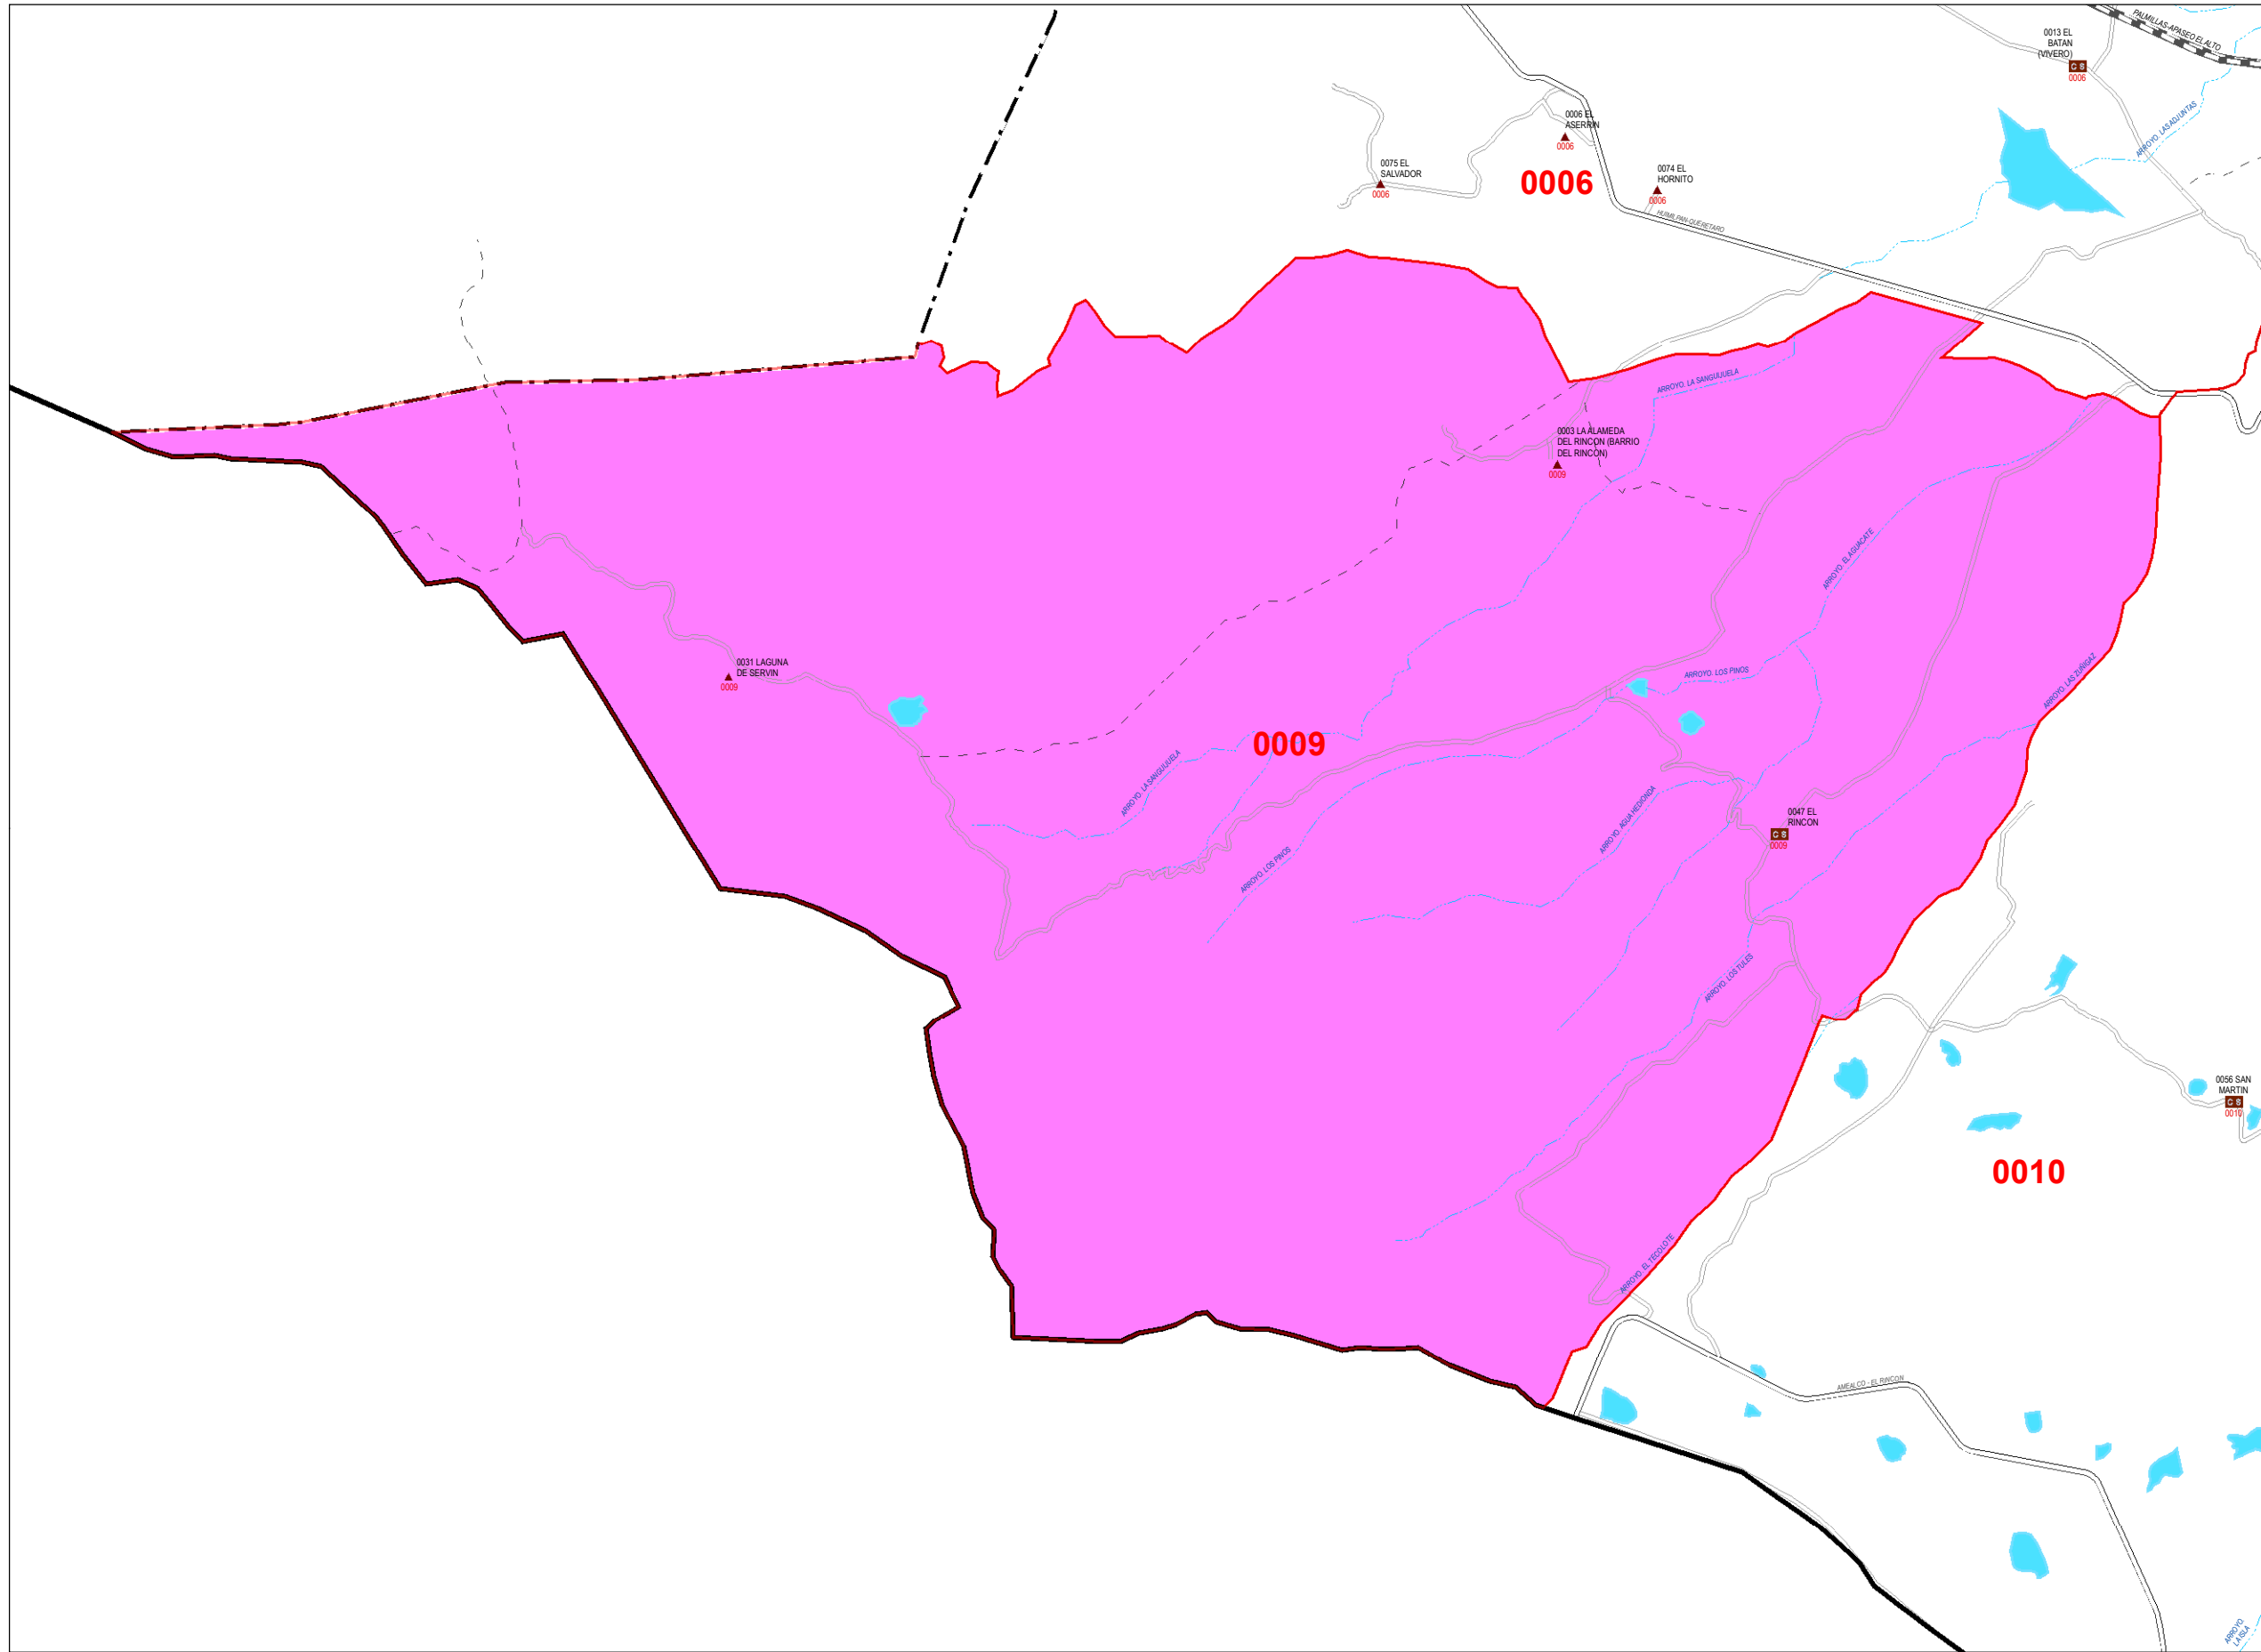 PALMILLAS-APASEO EL ALTO
0013 EL
BATAN
(VIVERO)
C S
0006
ARROYO. LAS ADJUNTAS
0006 EL
ASERRIN
0006
0075 EL
SALVADOR
0006
0006
0074 EL
HORNITO
0006
HUIMILPAN-QUERETARO
ARROYO. LA SANGUIJUELA
0003 LA ALAMEDA
DEL RINCON (BARRIO
DEL RINCON)
0009
ARROYO. EL AGUACATE
0031 LAGUNA
DE SERVIN
0009
ARROYO. LOS PINOS
ARROYO. LAS ZUÑIGAZ
0009
ARROYO. LA SANGUIJUELA
ARROYO. AGUA HEDIONDA
0047 EL
RINCON
C S
0009
ARROYO. LOS PINOS
ARROYO. LOS TULES
0056 SAN
MARTIN
C S
0010
0010
ARROYO. EL TECOLOTE
AMEALCO - EL RINCON
ARROYO.
LA ISLA